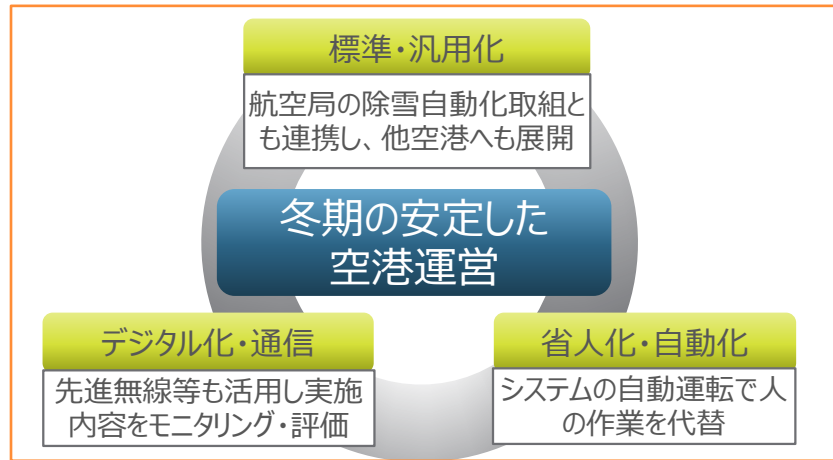 標準・汎用化
航空局の除雪自動化取組と
も連携し、他空港へも展開
冬期の安定した
空港運営
デジタル化・通信
先進無線等も活用し実施
内容をモニタリング・評価
省人化・自動化
システムの自動運転で人
の作業を代替